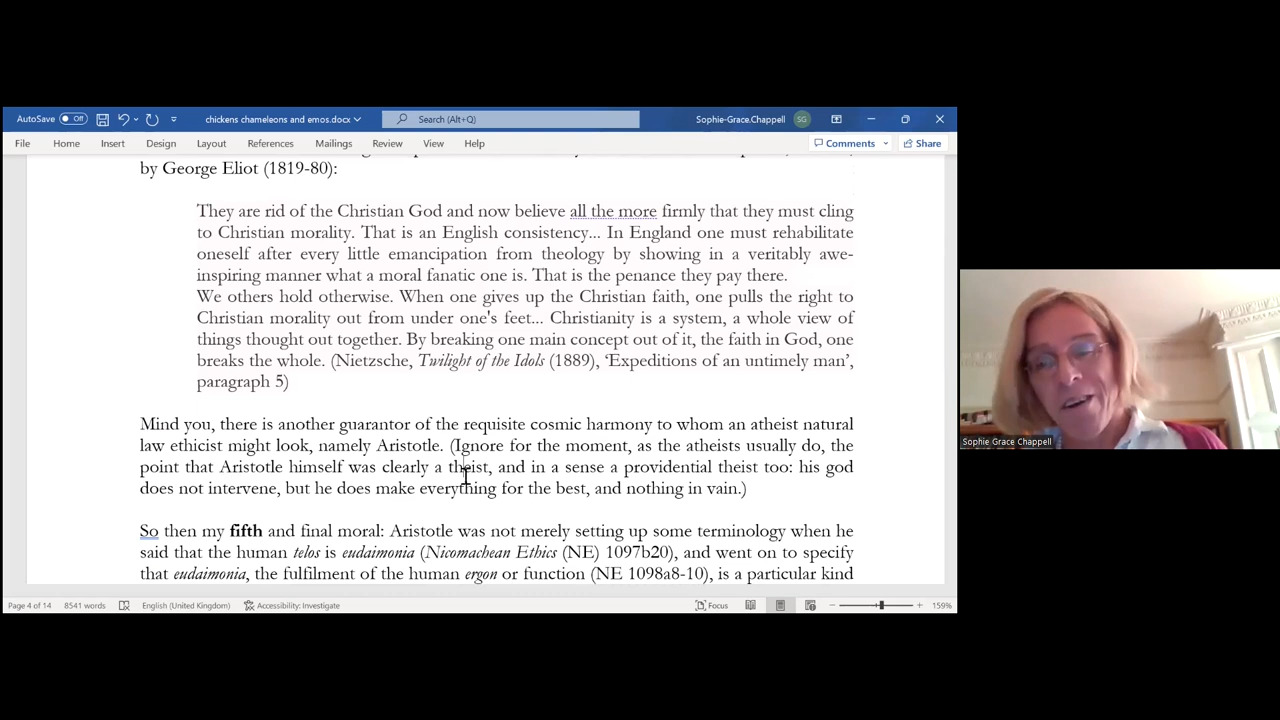 AutoSave Off chickens chameleons and emos.docx Search (Alt+Q) Sophie-Grace.Chappell SG
File Home Insert Draw Design Layout References Mailings Review View Help Comments Share
by George Eliot (1819-80):
They are rid of the Christian God and now believe all the more firmly that they must cling
to Christian morality. That is an English consistency... In England one must rehabilitate
oneself after every little emancipation from theology by showing in a veritably awe-
inspiring manner what a moral fanatic one is. That is the penance they pay there.
We others hold otherwise. When one gives up the Christian faith, one pulls the right to
Christian morality out from under one's feet... Christianity is a system, a whole view of
things thought out together. By breaking one main concept out of it, the faith in God, one
breaks the whole. (Nietzsche, Twilight of the Idols (1889), ‘Expeditions of an untimely man’,
paragraph 5)
Mind you, there is another guarantor of the requisite cosmic harmony to whom an atheist natural
law ethicist might look, namely Aristotle. (Ignore for the moment, as the atheists usually do, the
point that Aristotle himself was clearly a theist, and in a sense a providential theist too: his god
does not intervene, but he does make everything for the best, and nothing in vain.)
So then my fifth and final moral: Aristotle was not merely setting up some terminology when he
said that the human telos is eudaimonia (Nicomachean Ethics (NE) 1097b20), and went on to specify
that eudaimonia, the fulfilment of the human ergon or function (NE 1098a8-10), is a particular kind
Page 4 of 14 8541 words English (United Kingdom) Accessibility: Investigate Focus 159%
Sophie Grace Chappell